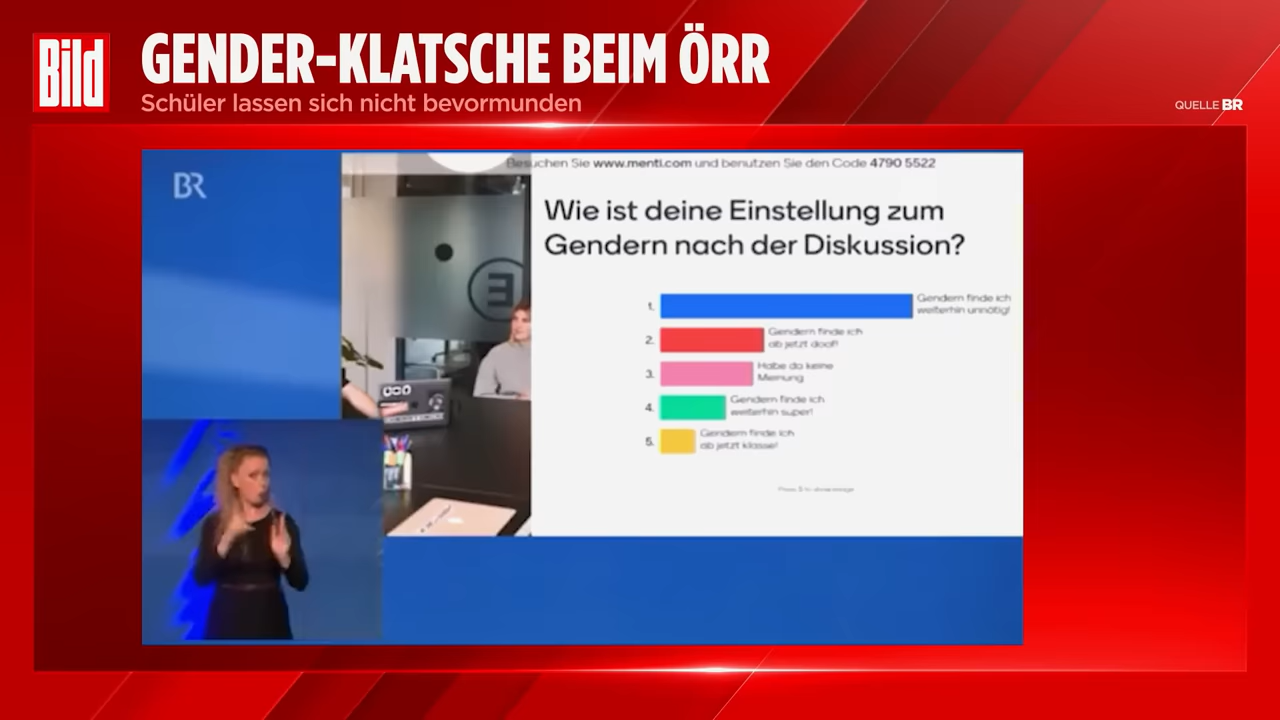 Bild
GENDER-KLATSCHE BEIM ÖRR
Schüler lassen sich nicht bevormunden
QUELLE BR
BR
Besuchen Sie www.menti.com und benutzen Sie den Code 4790 5522
Wie ist deine Einstellung zum
Gendern nach der Diskussion?
1.
Gendern finde ich
weiterhin unnötig!
2.
Gendern finde ich
ab jetzt doof!
3.
Habe da keine
Meinung
4.
Gendern finde ich
weiterhin super!
5.
Gendern finde ich
ab jetzt klasse!